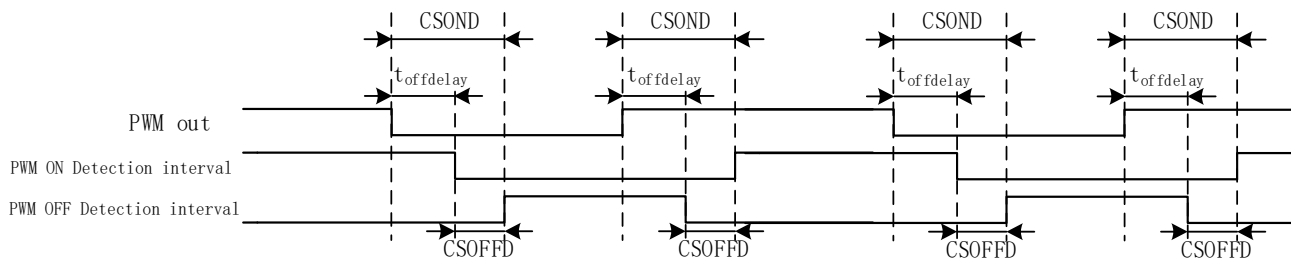 CSOND CSOND CSOND CSOND
toffdelay toffdelay toffdelay toffdelay
PWM out
PWM ON Detection interval
PWM OFF Detection interval
CSOFFD CSOFFD CSOFFD CSOFFD